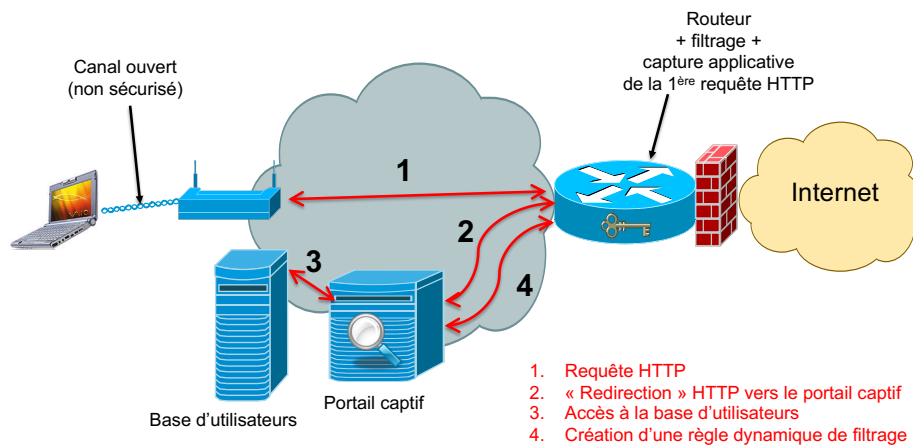 Routeur
+ filtrage +
capture applicative
de la 1ère requête HTTP
Canal ouvert
(non sécurisé)
1
2
3
4
Internet
Base d'utilisateurs
Portail captif
1. Requête HTTP
2. « Redirection » HTTP vers le portail captif
3. Accès à la base d'utilisateurs
4. Création d'une règle dynamique de filtrage